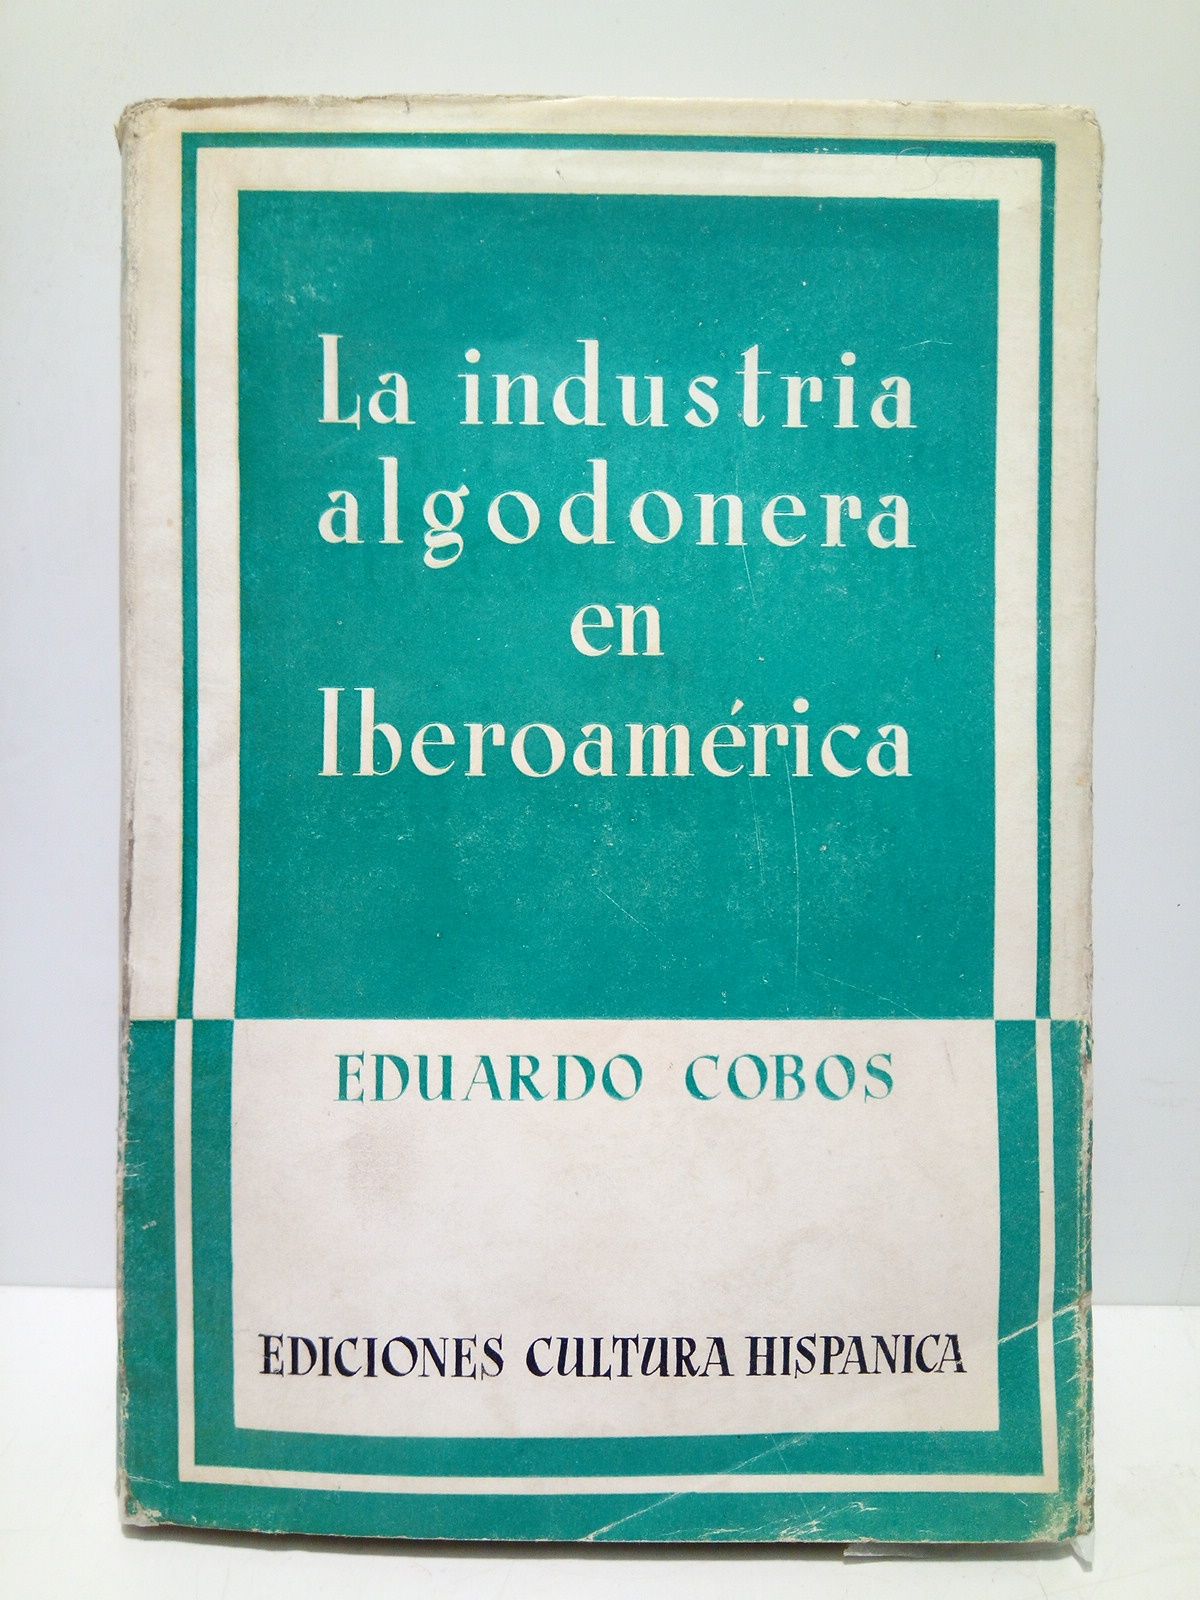 La industria
algodonera
en
Iberoamérica
EDUARDO COBOS
EDICIONES CULTURA HISPANICA